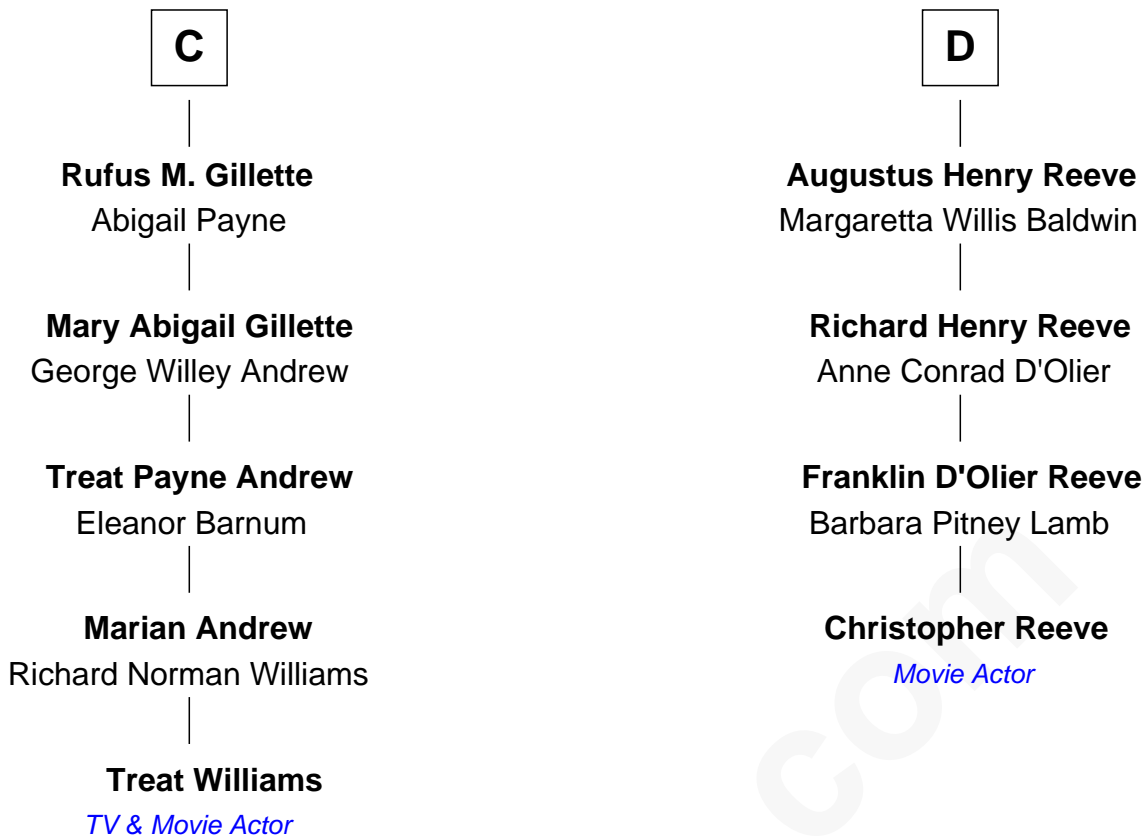 C
Rufus M. Gillette
Abigail Payne
Mary Abigail Gillette
George Willey Andrew
Treat Payne Andrew
Eleanor Barnum
Marian Andrew
Richard Norman Williams
Treat Williams
TV & Movie Actor
D
Augustus Henry Reeve
Margaretta Willis Baldwin
Richard Henry Reeve
Anne Conrad D'Olier
Franklin D'Olier Reeve
Barbara Pitney Lamb
Christopher Reeve
Movie Actor
com